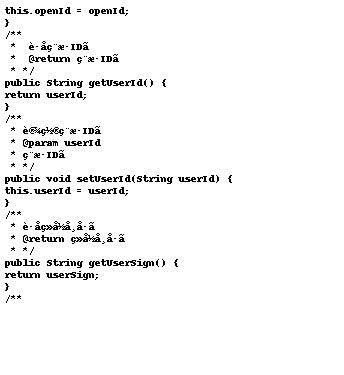 this.openId = openId;
}
/**
* è·åç¨æ·IDã
* @return ç¨æ·IDã
* */
public String getUserId() {
return userId;
}
/**
* è®¾ç½®ç¨æ·IDã
* @param userId
* ç¨æ·IDã
* */
public void setUserId(String userId) {
this.userId = userId;
}
/**
* è·åç»å½å¸å·ã
* @return ç»å½å¸å·ã
* */
public String getUserSign() {
return userSign;
}
/**